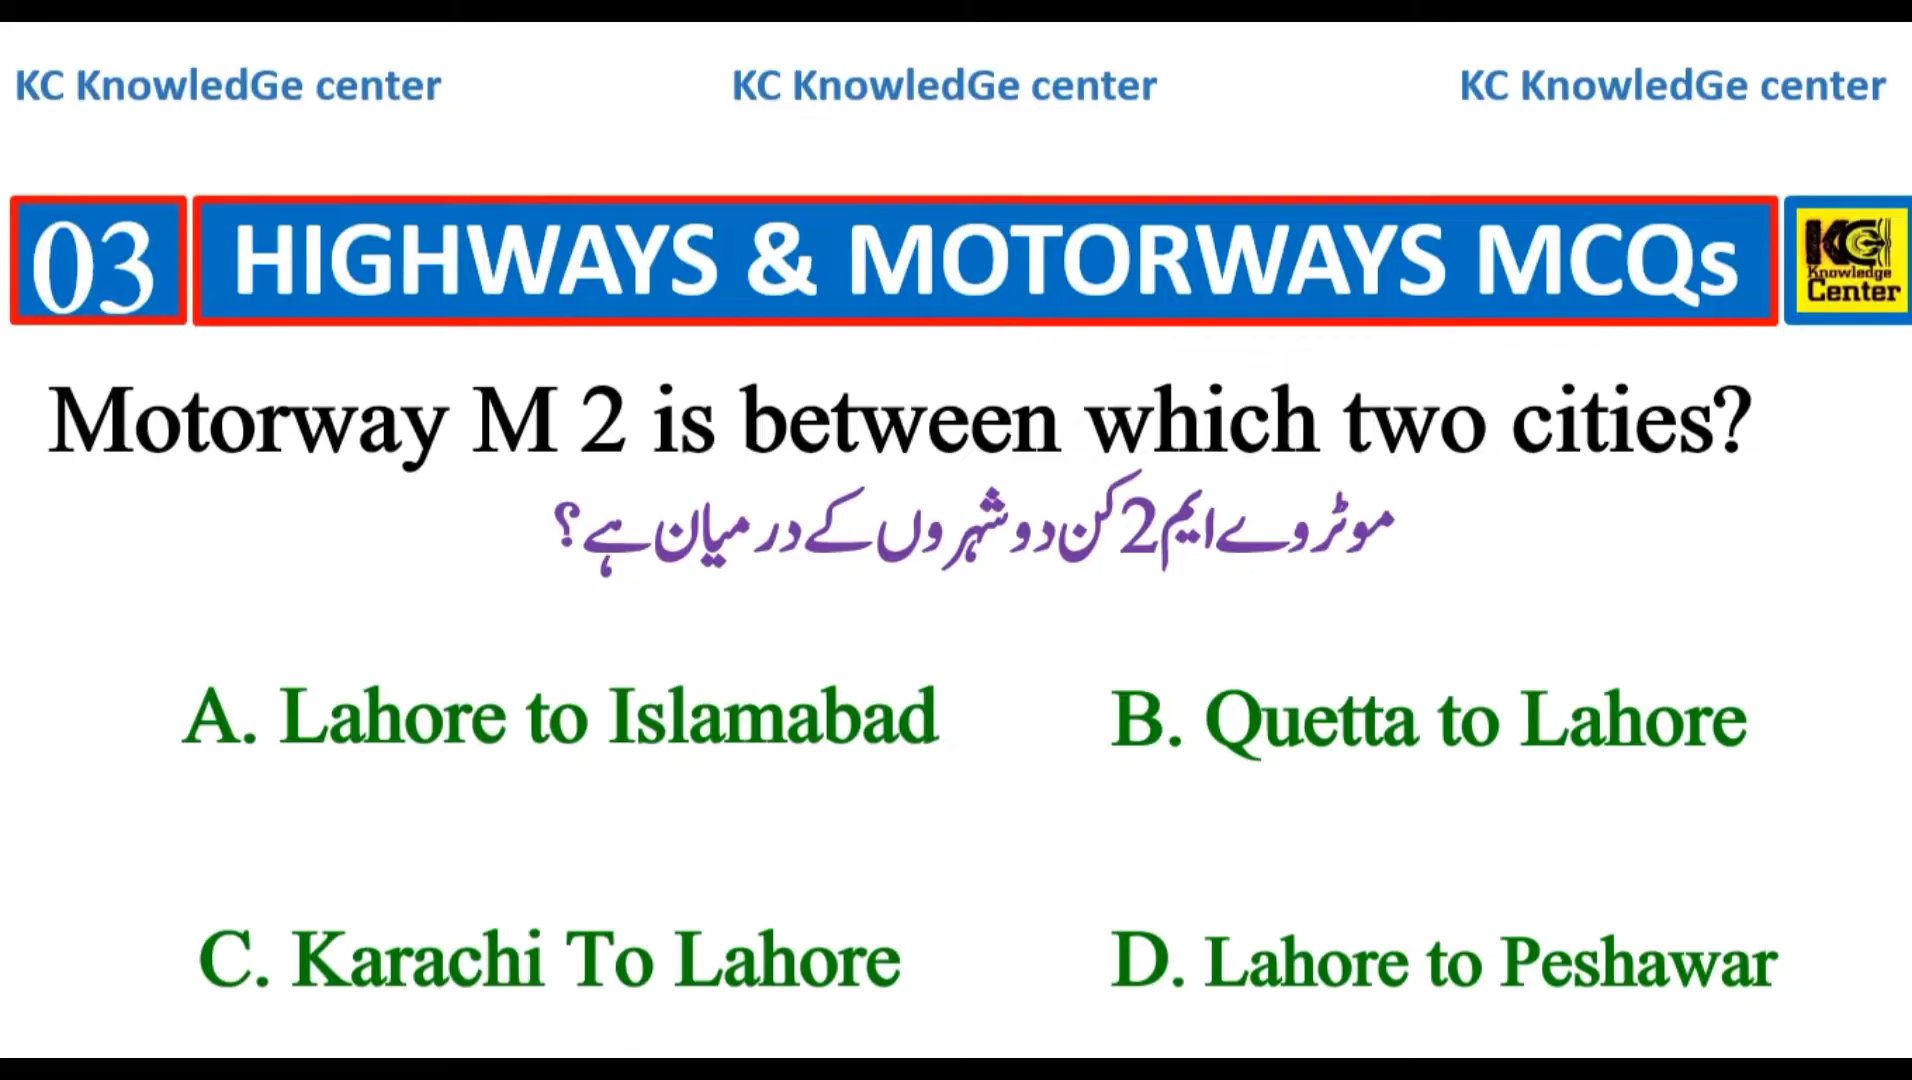 KC KnowledGe center KC KnowledGe center KC KnowledGe center
03 HIGHWAYS & MOTORWAYS MCQs
KC
Knowledge
Center
Motorway M 2 is between which two cities?
موٹروے ایم 2 کن دو شہروں کے درمیان ہے؟
A. Lahore to Islamabad B. Quetta to Lahore
C. Karachi To Lahore D. Lahore to Peshawar